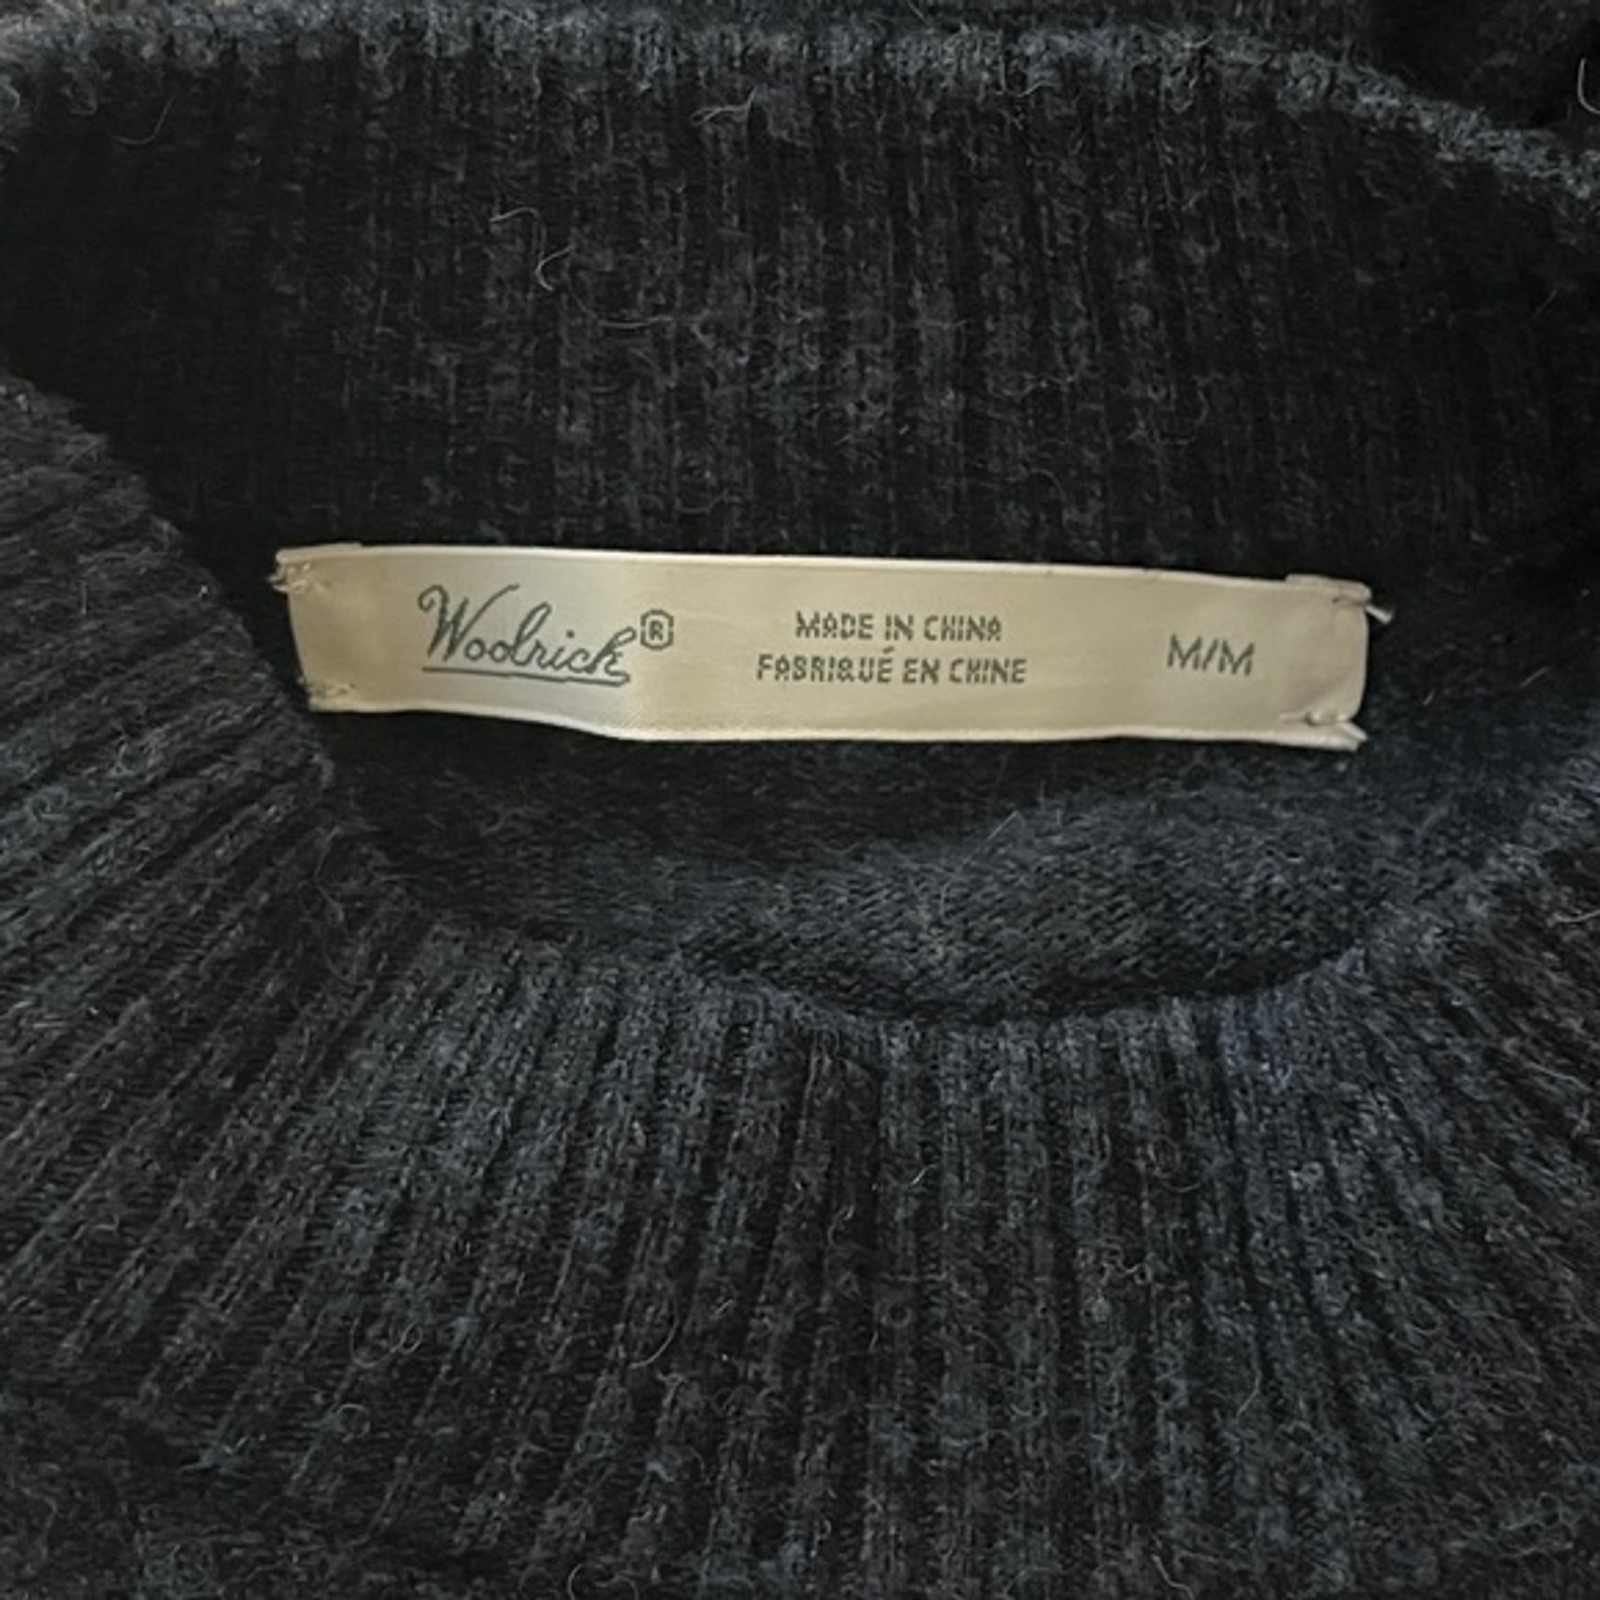 Woolrich®
MADE IN CHINA
FABRIQUÉ EN CHINE
M/M